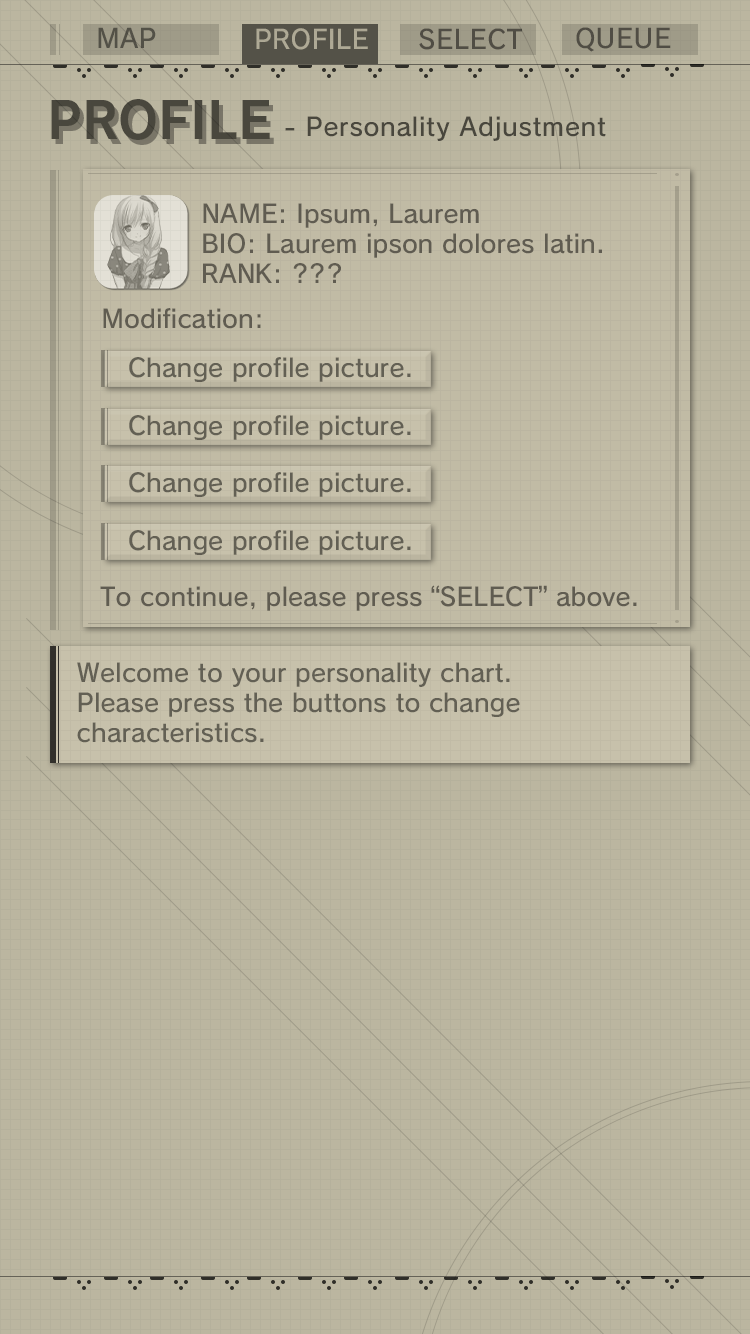 MAP PROFILE SELECT QUEUE
PROFILE - Personality Adjustment
NAME: Ipsum, Laurem
BIO: Laurem ipson dolores latin.
RANK: ???
Modification:
Change profile picture.
Change profile picture.
Change profile picture.
Change profile picture.
To continue, please press “SELECT” above.
Welcome to your personality chart.
Please press the buttons to change
characteristics.